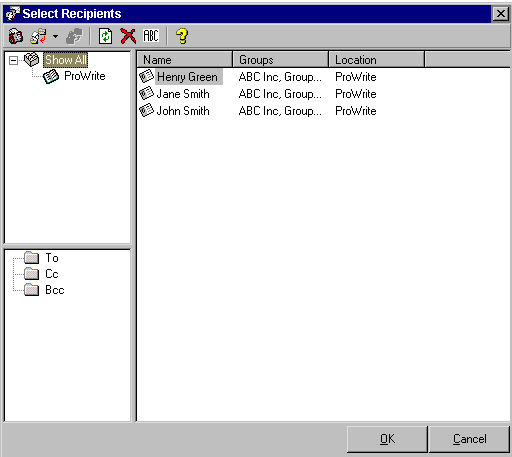 Select Recipients
ABC ?
Show All
ProWrite
Name Groups Location
Henry Green ABC Inc, Group... ProWrite
Jane Smith ABC Inc, Group... ProWrite
John Smith ABC Inc, Group... ProWrite
To
Cc
Bcc
OK Cancel